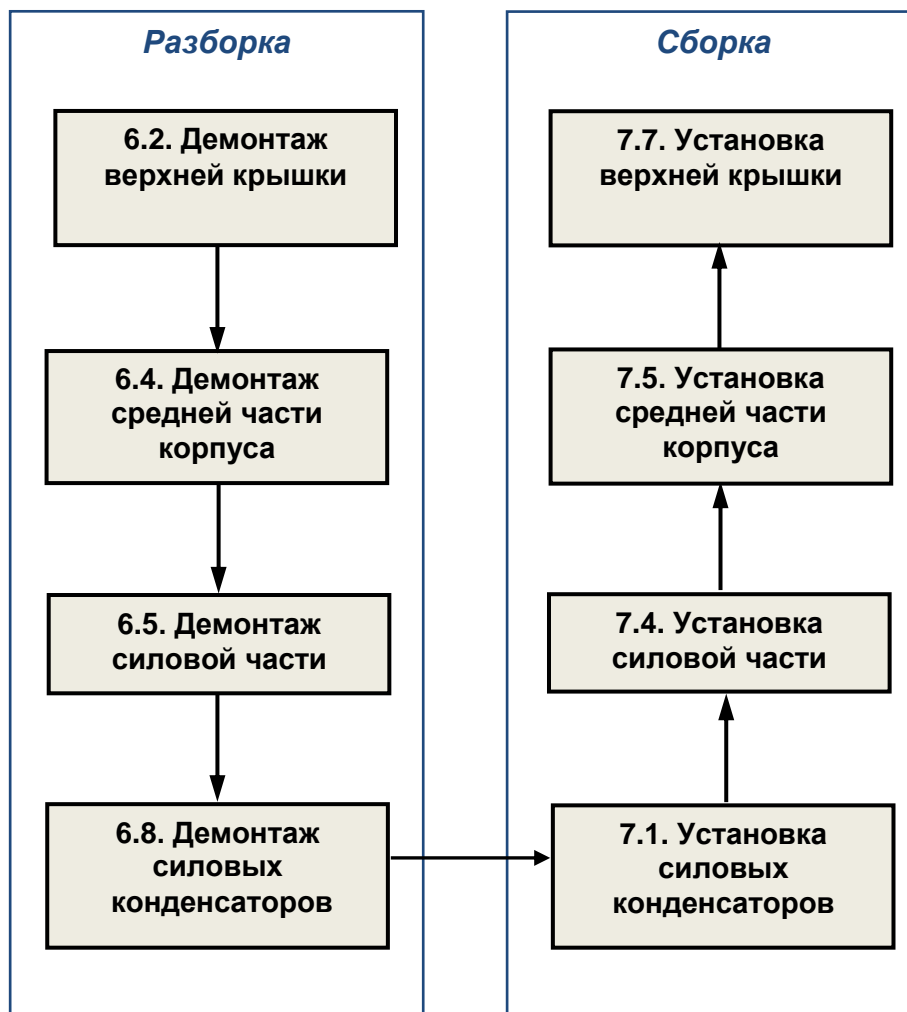 Разборка
6.2. Демонтаж
верхней крышки
6.4. Демонтаж
средней части
корпуса
6.5. Демонтаж
силовой части
6.8. Демонтаж
силовых
конденсаторов
Сборка
7.7. Установка
верхней крышки
7.5. Установка
средней части
корпуса
7.4. Установка
силовой части
7.1. Установка
силовых
конденсаторов